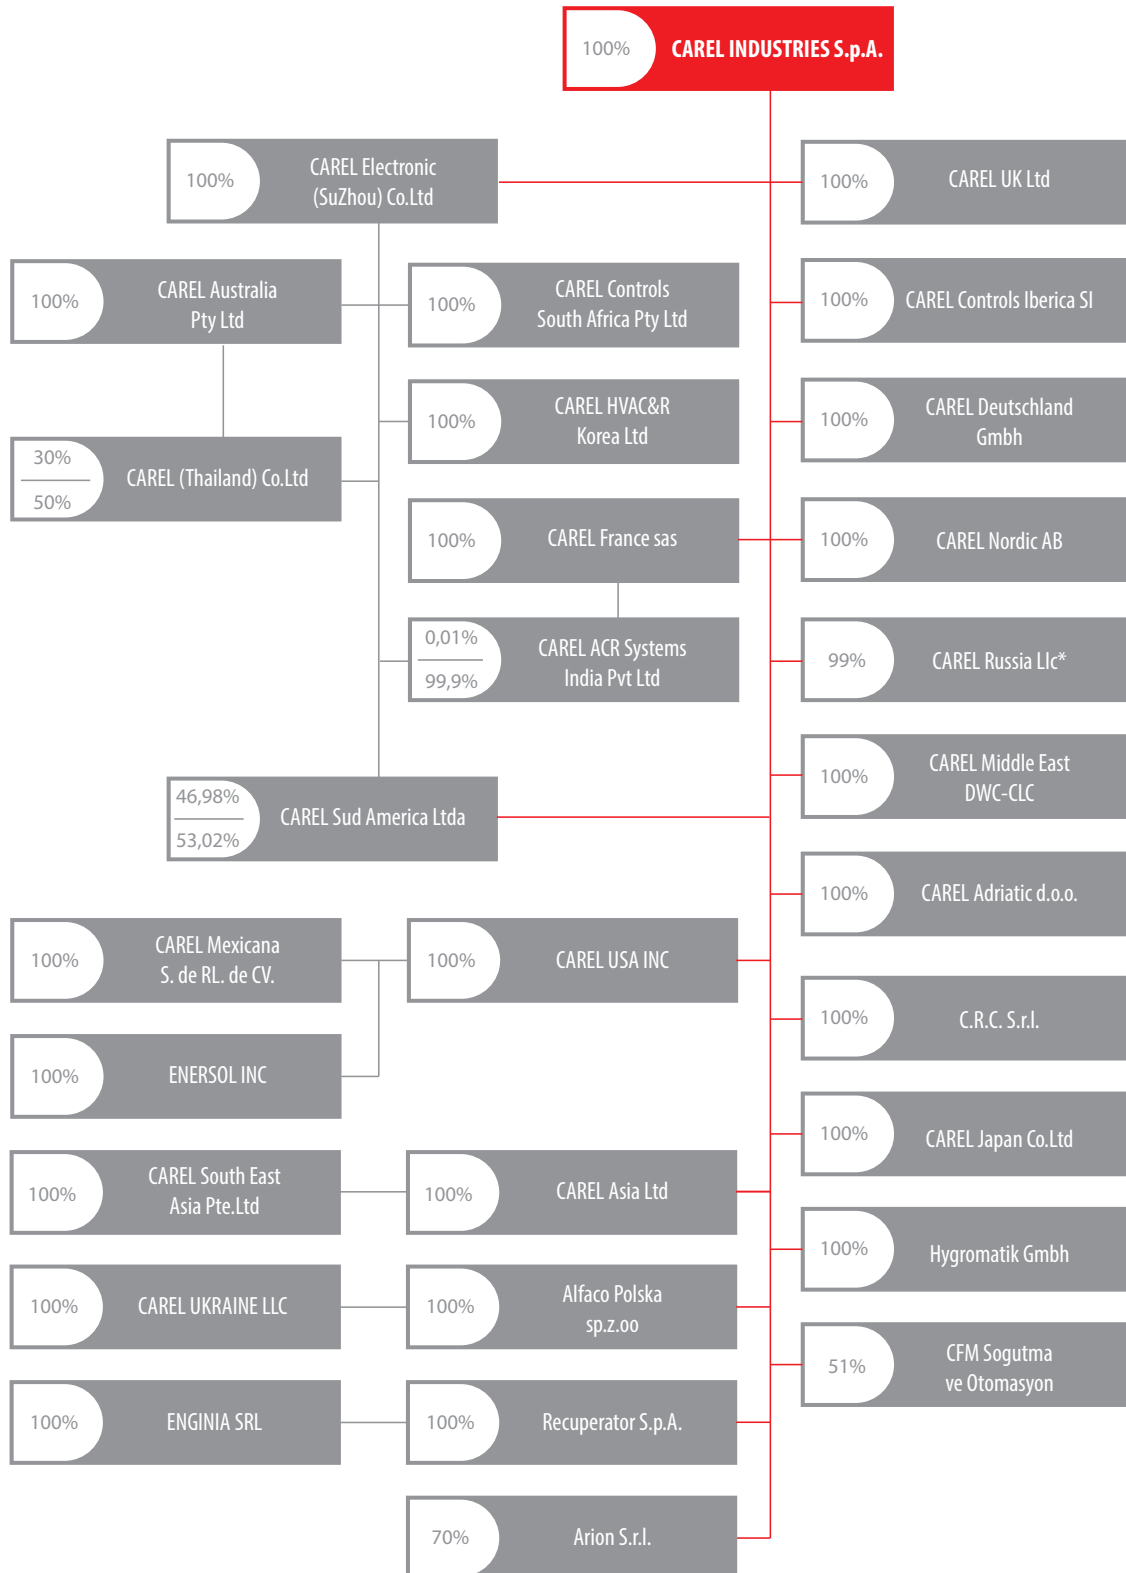 100%
CAREL INDUSTRIES S.p.A.
100%
CAREL Electronic
(SuZhou) Co.Ltd
100%
CAREL UK Ltd
100%
CAREL Australia
Pty Ltd
100%
CAREL Controls
South Africa Pty Ltd
100%
CAREL Controls Iberica SI
100%
CAREL HVAC&R
Korea Ltd
100%
CAREL Deutschland
Gmbh
30%
50%
CAREL (Thailand) Co.Ltd
100%
CAREL France sas
100%
CAREL Nordic AB
0,01%
99,9%
CAREL ACR Systems
India Pvt Ltd
99%
CAREL Russia Llc*
100%
CAREL Middle East
DWC-CLC
46,98%
53,02%
CAREL Sud America Ltda
100%
CAREL Adriatic d.o.o.
100%
CAREL Mexicana
S. de RL. de CV.
100%
CAREL USA INC
100%
C.R.C. S.r.l.
100%
ENERSOL INC
100%
CAREL Japan Co.Ltd
100%
CAREL South East
Asia Pte.Ltd
100%
CAREL Asia Ltd
100%
Hygromatik Gmbh
100%
CAREL UKRAINE LLC
100%
Alfaco Polska
sp.z.oo
51%
CFM Sogutma
ve Otomasyon
100%
ENGINIA SRL
100%
Recuperator S.p.A.
70%
Arion S.r.l.